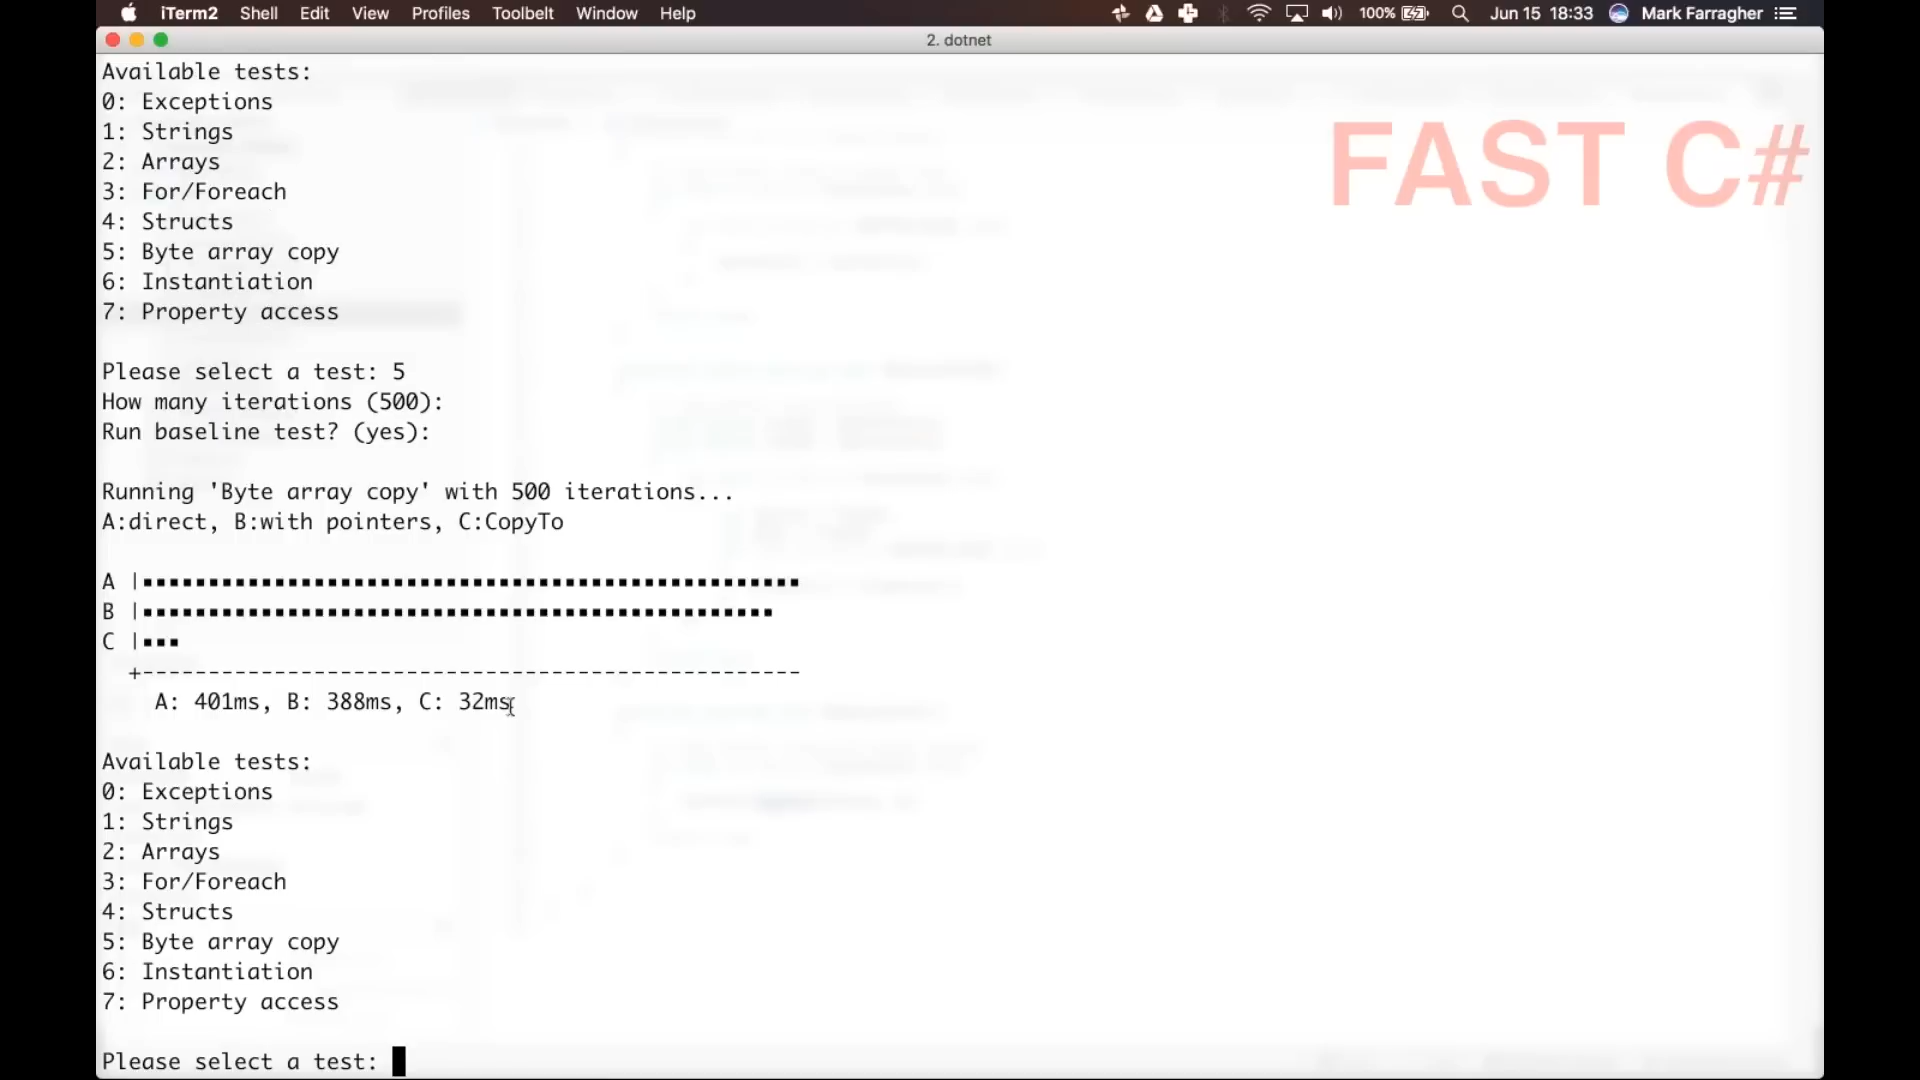 iTerm2 Shell Edit View Profiles Toolbelt Window Help 100% Jun 15 18:33 Mark Farragher
2. dotnet
FAST C#
Available tests:
0: Exceptions
1: Strings
2: Arrays
3: For/Foreach
4: Structs
5: Byte array copy
6: Instantiation
7: Property access
Please select a test: 5
How many iterations (500):
Run baseline test? (yes):
Running 'Byte array copy' with 500 iterations...
A:direct, B:with pointers, C:CopyTo
A |▪▪▪▪▪▪▪▪▪▪▪▪▪▪▪▪▪▪▪▪▪▪▪▪▪▪▪▪▪▪▪▪▪▪▪▪▪▪▪▪▪▪▪▪▪▪▪▪▪▪
B |▪▪▪▪▪▪▪▪▪▪▪▪▪▪▪▪▪▪▪▪▪▪▪▪▪▪▪▪▪▪▪▪▪▪▪▪▪▪▪▪▪▪▪▪▪▪▪▪
C |▪▪▪
+--------------------------------------------------
A: 401ms, B: 388ms, C: 32ms
Available tests:
0: Exceptions
1: Strings
2: Arrays
3: For/Foreach
4: Structs
5: Byte array copy
6: Instantiation
7: Property access
Please select a test: